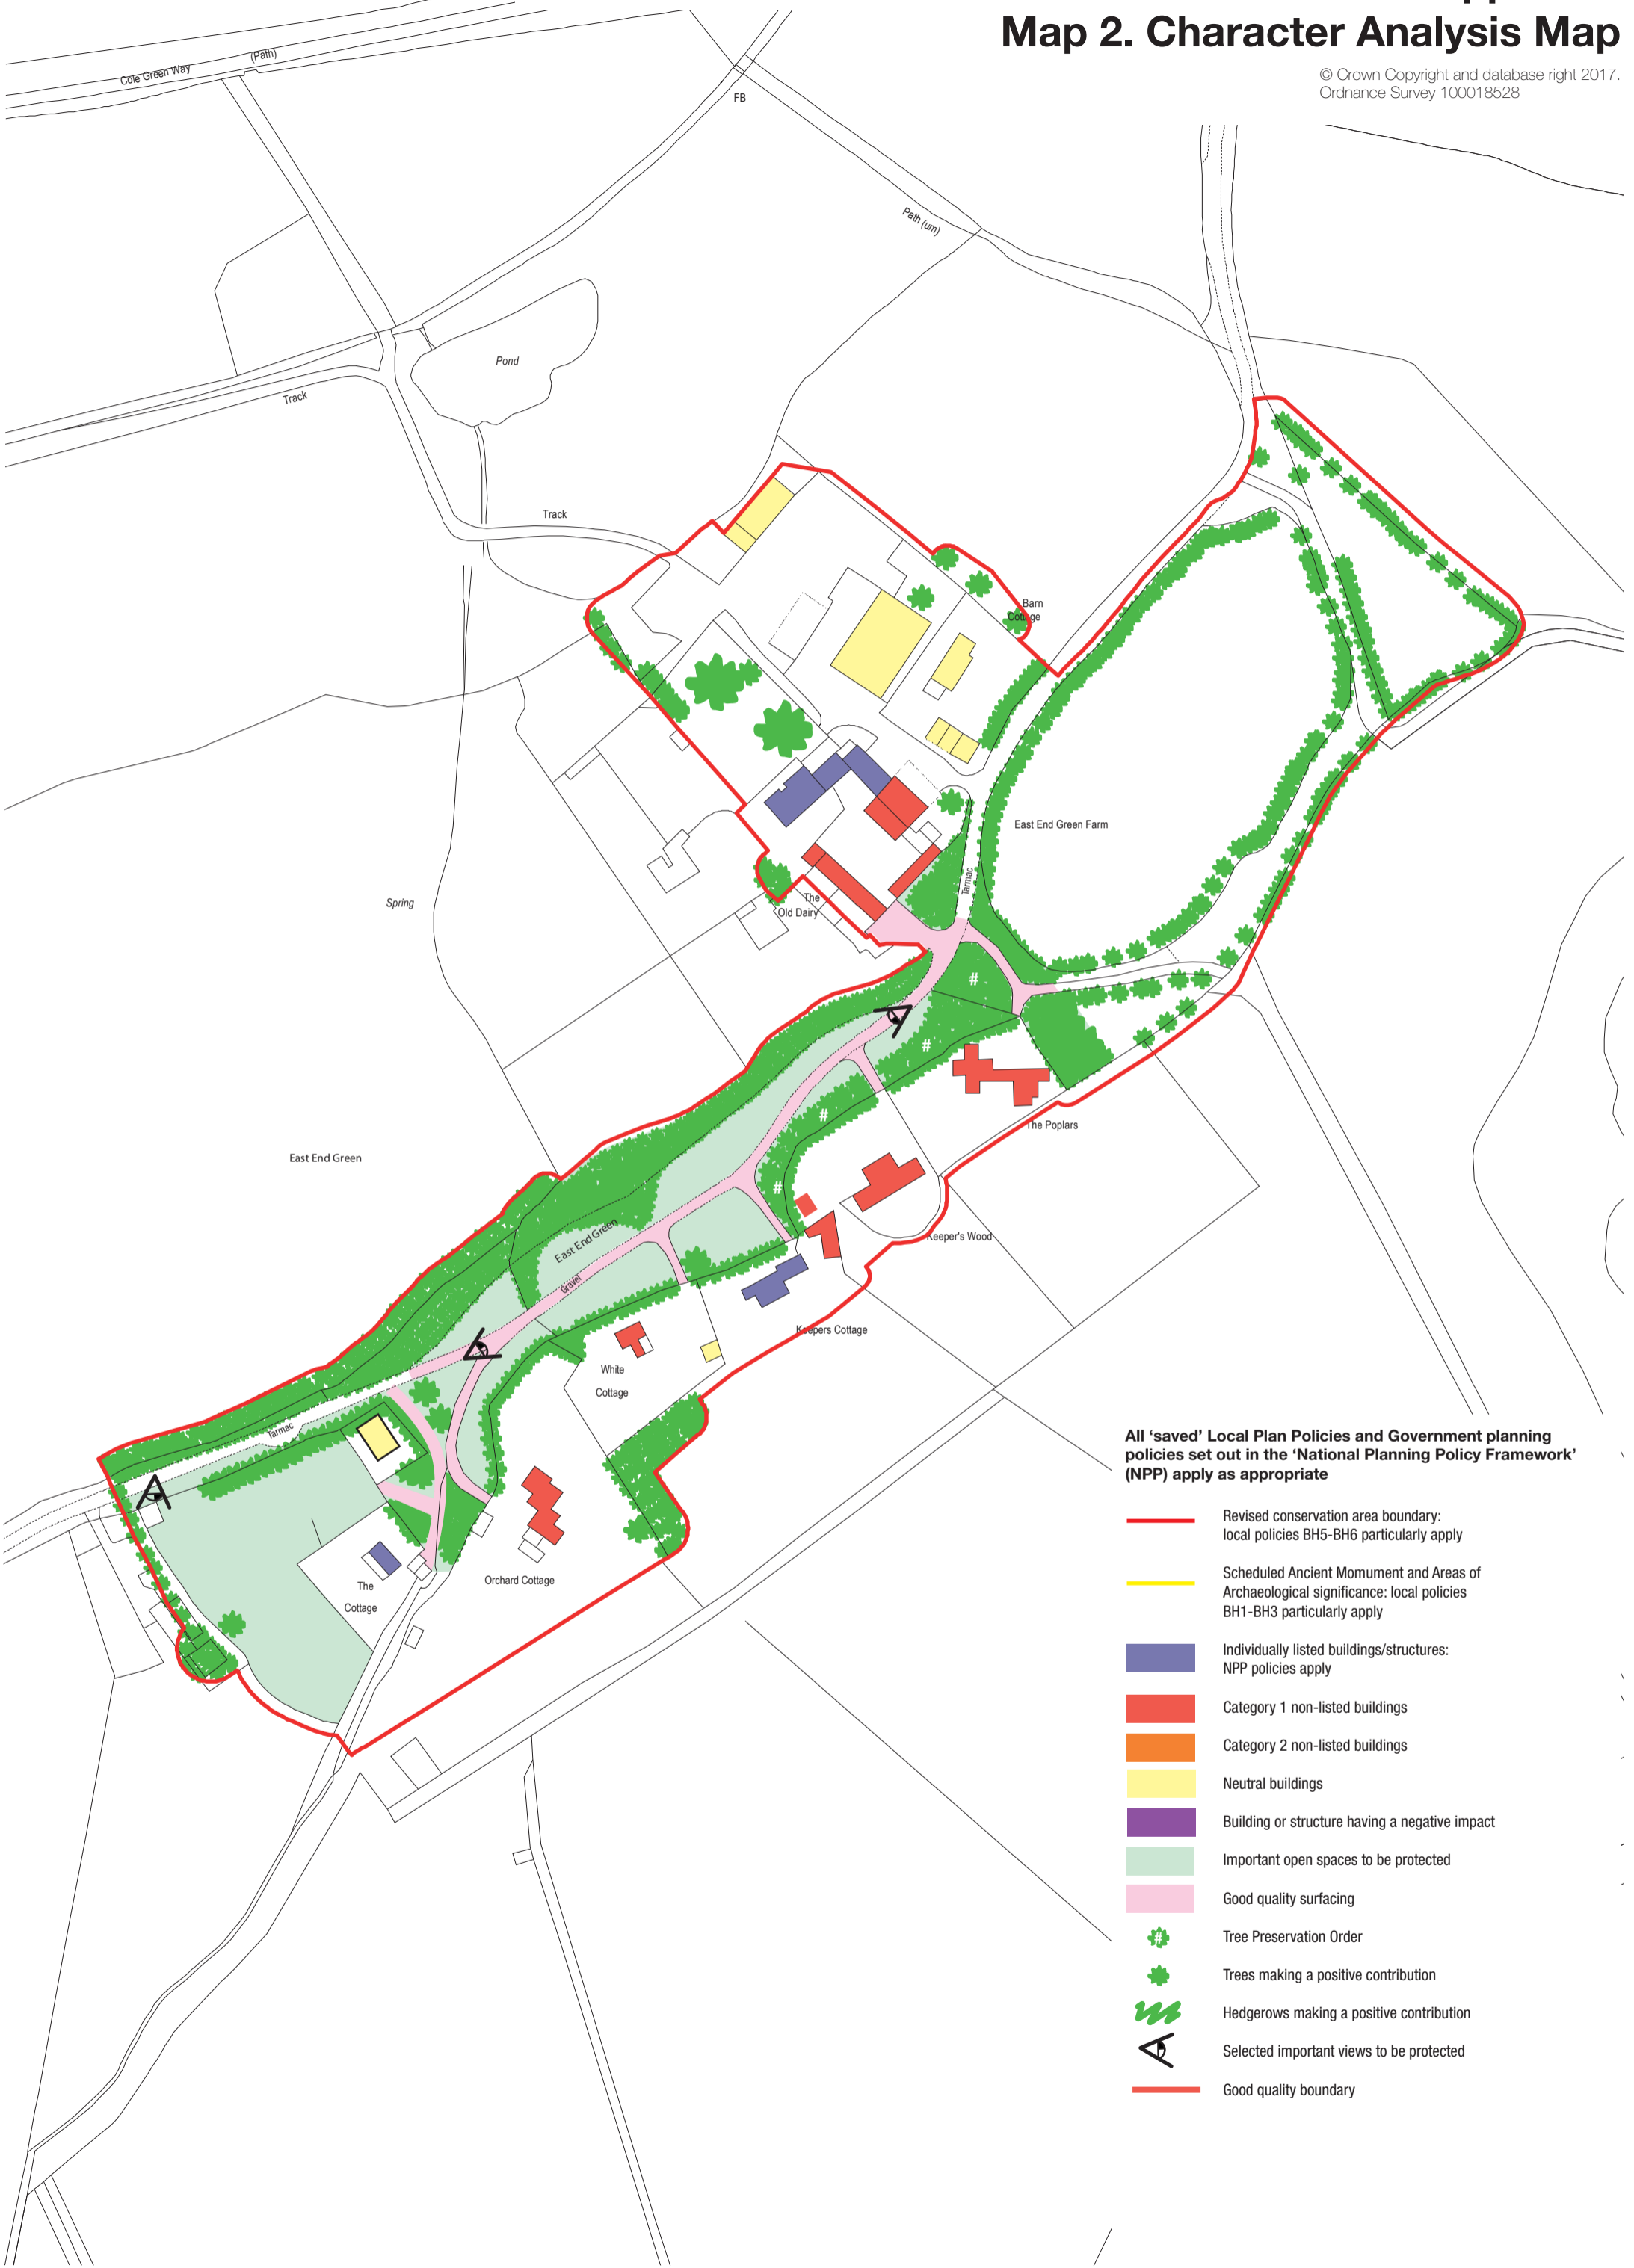 Map 2. Character Analysis Map
© Crown Copyright and database right 2017.
Ordnance Survey 100018528
Cole Green Way
(Path)
FB
Path (um)
Pond
Track
Track
Barn
Cottage
East End Green Farm
Tarmac
Spring
The
Old Dairy
#
#
#
#
The Poplars
East End Green
East End Green
Gravel
Keeper's Wood
Keepers Cottage
White
Cottage
Tarmac
The
Cottage
Orchard Cottage
All ‘saved’ Local Plan Policies and Government planning
policies set out in the ‘National Planning Policy Framework’
(NPP) apply as appropriate
Revised conservation area boundary:
local policies BH5-BH6 particularly apply
Scheduled Ancient Momument and Areas of
Archaeological significance: local policies
BH1-BH3 particularly apply
Individually listed buildings/structures:
NPP policies apply
Category 1 non-listed buildings
Category 2 non-listed buildings
Neutral buildings
Building or structure having a negative impact
Important open spaces to be protected
Good quality surfacing
#
Tree Preservation Order
Trees making a positive contribution
Hedgerows making a positive contribution
Selected important views to be protected
Good quality boundary